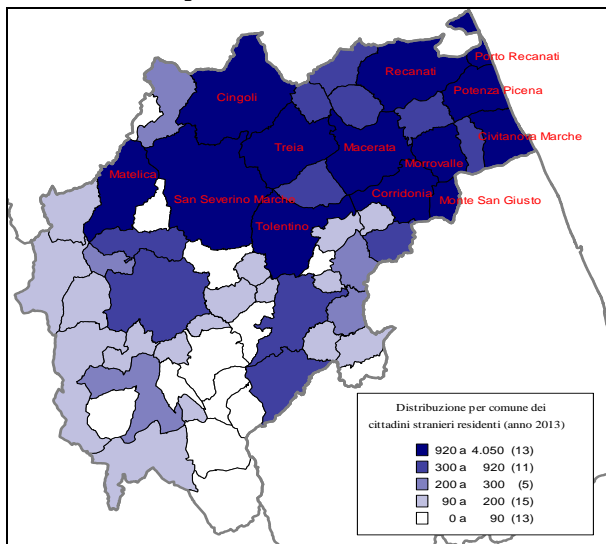 Porto Recanati
Recanati
Potenza Picena
Cingoli
Civitanova Marche
Treia
Macerata
Morrovalle
Matelica
San Severino Marche
Corridonia
Monte San Giusto
Tolentino
Distribuzione per comune dei
cittadini stranieri residenti (anno 2013)
920 a 4.050 (13)
300 a 920 (11)
200 a 300 (5)
90 a 200 (15)
0 a 90 (13)